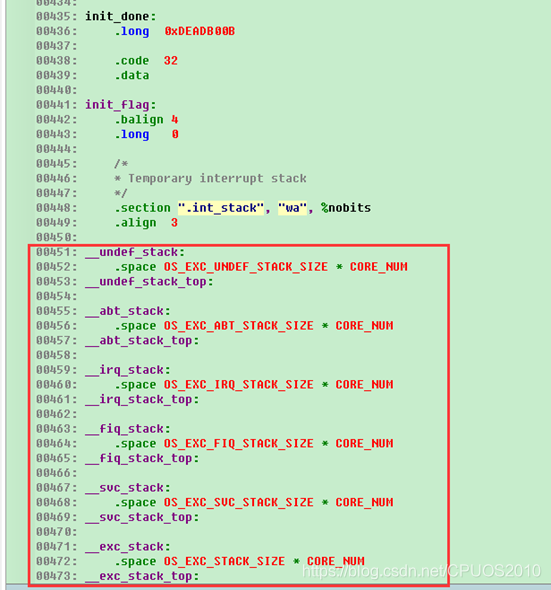 00434:
00435: init_done:
00436:     .long  0xDEADB00B
00437:
00438:     .code  32
00439:     .data
00440:
00441: init_flag:
00442:     .balign 4
00443:     .long   0
00444:
00445:     /*
00446:     * Temporary interrupt stack
00447:     */
00448:     .section ".int_stack", "wa", %nobits
00449:     .align  3
00450:
00451: __undef_stack:
00452:     .space OS_EXC_UNDEF_STACK_SIZE * CORE_NUM
00453: __undef_stack_top:
00454:
00455: __abt_stack:
00456:     .space OS_EXC_ABT_STACK_SIZE * CORE_NUM
00457: __abt_stack_top:
00458:
00459: __irq_stack:
00460:     .space OS_EXC_IRQ_STACK_SIZE * CORE_NUM
00461: __irq_stack_top:
00462:
00463: __fiq_stack:
00464:     .space OS_EXC_FIQ_STACK_SIZE * CORE_NUM
00465: __fiq_stack_top:
00466:
00467: __svc_stack:
00468:     .space OS_EXC_SVC_STACK_SIZE * CORE_NUM
00469: __svc_stack_top:
00470:
00471: __exc_stack:
00472:     .space OS_EXC_STACK_SIZE * CORE_NUM
https://blog.csdn.net/CPUOS2010
00473: __exc_stack_top: